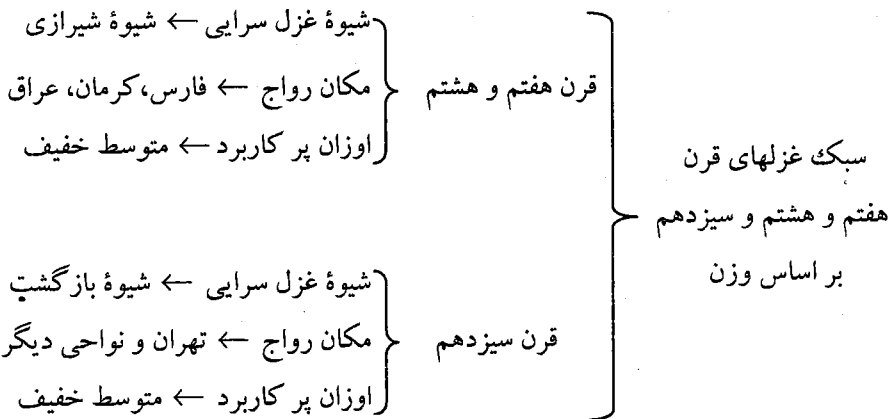 سبک غزلهای قرن
هفتم و هشتم و سیزدهم
بر اساس وزن
قرن هفتم و هشتم
شیوهٔ غزل سرایی ← شیوهٔ شیرازی
مکان رواج ← فارس،کرمان، عراق
اوزان پر کاربرد ← متوسط خفیف
قرن سیزدهم
شیوهٔ غزل سرایی ← شیوهٔ بازگشت
مکان رواج ← تهران و نواحی دیگر
اوزان پر کاربرد ← متوسط خفیف